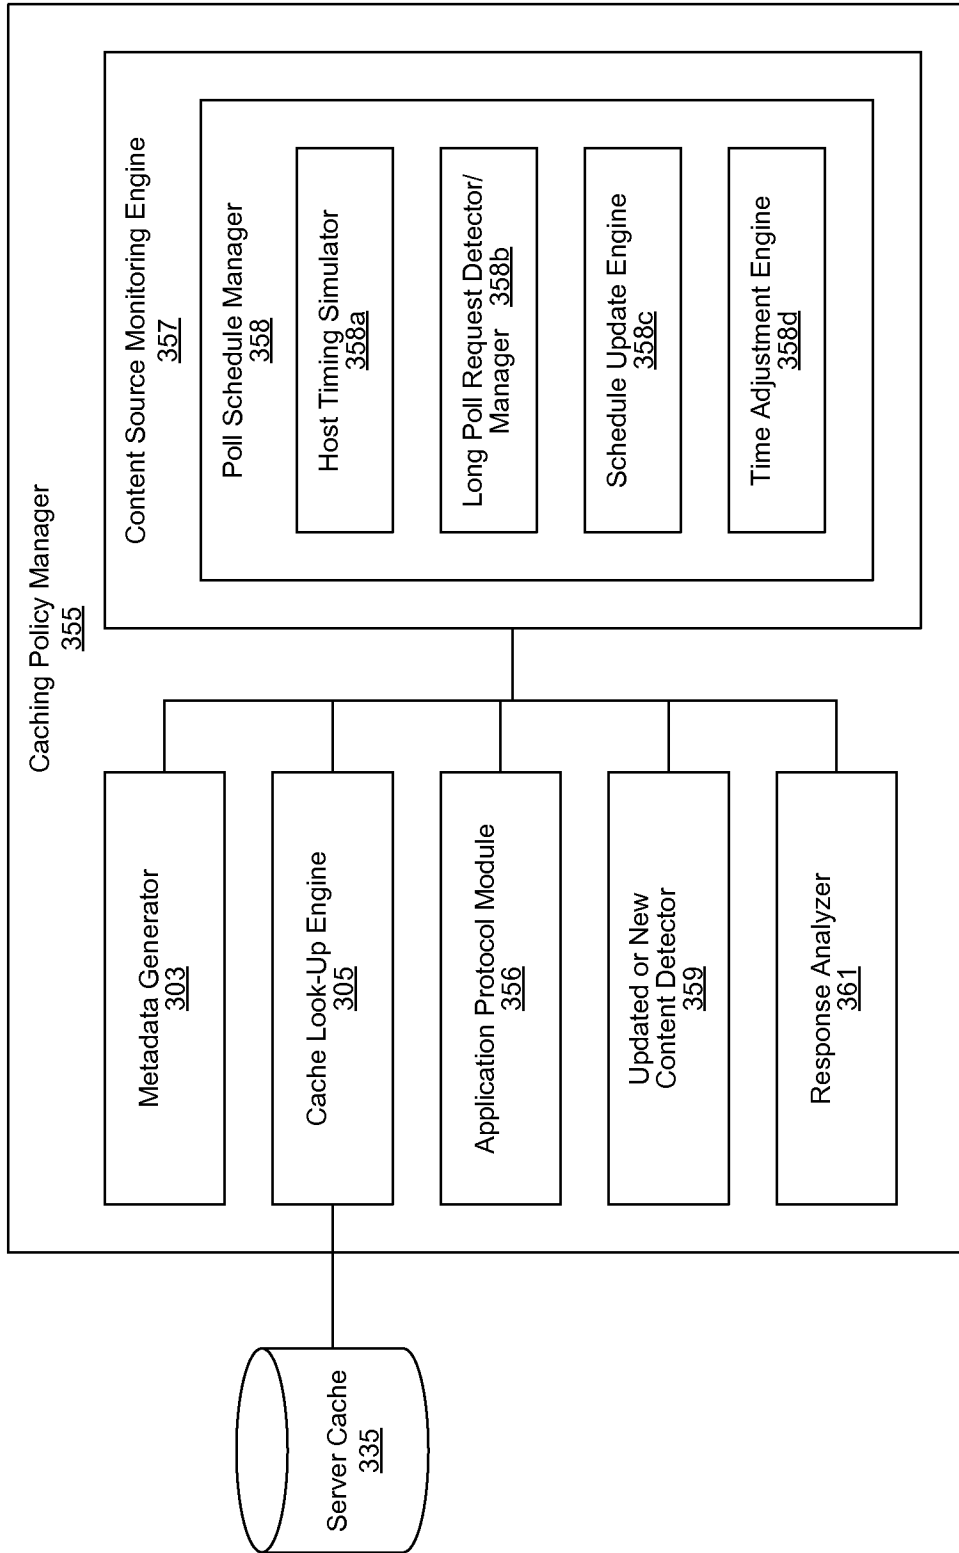 Caching Policy Manager
355
Server Cache
335
Metadata Generator
303
Cache Look-Up Engine
305
Application Protocol Module
356
Updated or New
Content Detector
359
Response Analyzer
361
Content Source Monitoring Engine
357
Poll Schedule Manager
358
Host Timing Simulator
358a
Long Poll Request Detector/
Manager 358b
Schedule Update Engine
358c
Time Adjustment Engine
358d